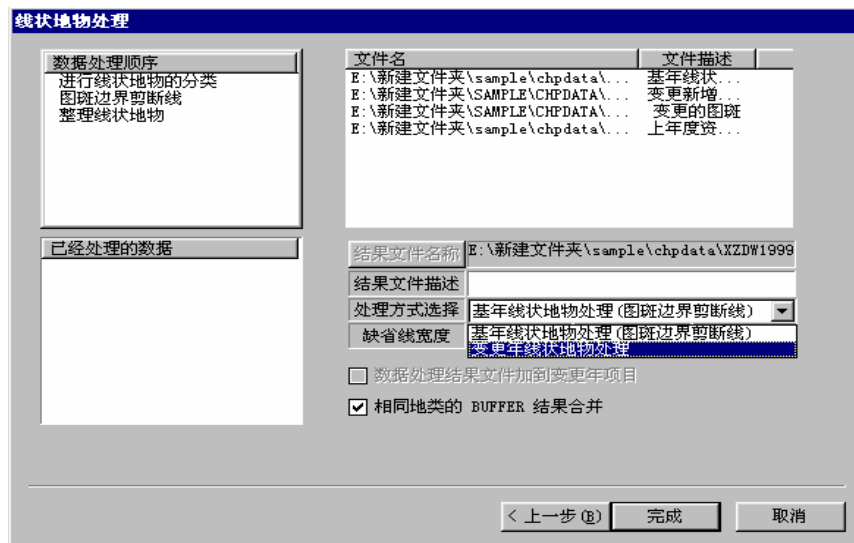 线状地物处理
数据处理顺序
进行线状地物的分类
图斑边界剪断线
整理线状地物
文件名 文件描述
E:\新建文件夹\sample\chpdata\... 基年线状...
E:\新建文件夹\SAMPLE\CHPDATA\... 变更新增...
E:\新建文件夹\SAMPLE\CHPDATA\... 变更的图斑
E:\新建文件夹\sample\chpdata\... 上年度资...
已经处理的数据
结果文件名称 E:\新建文件夹\sample\chpdata\XZDW1999
结果文件描述
处理方式选择 基年线状地物处理(图斑边界剪断线)
缺省线宽度 基年线状地物处理(图斑边界剪断线)
变更年线状地物处理
数据处理结果文件加到变更年项目
相同地类的 BUFFER 结果合并
< 上一步(B) 完成 取消